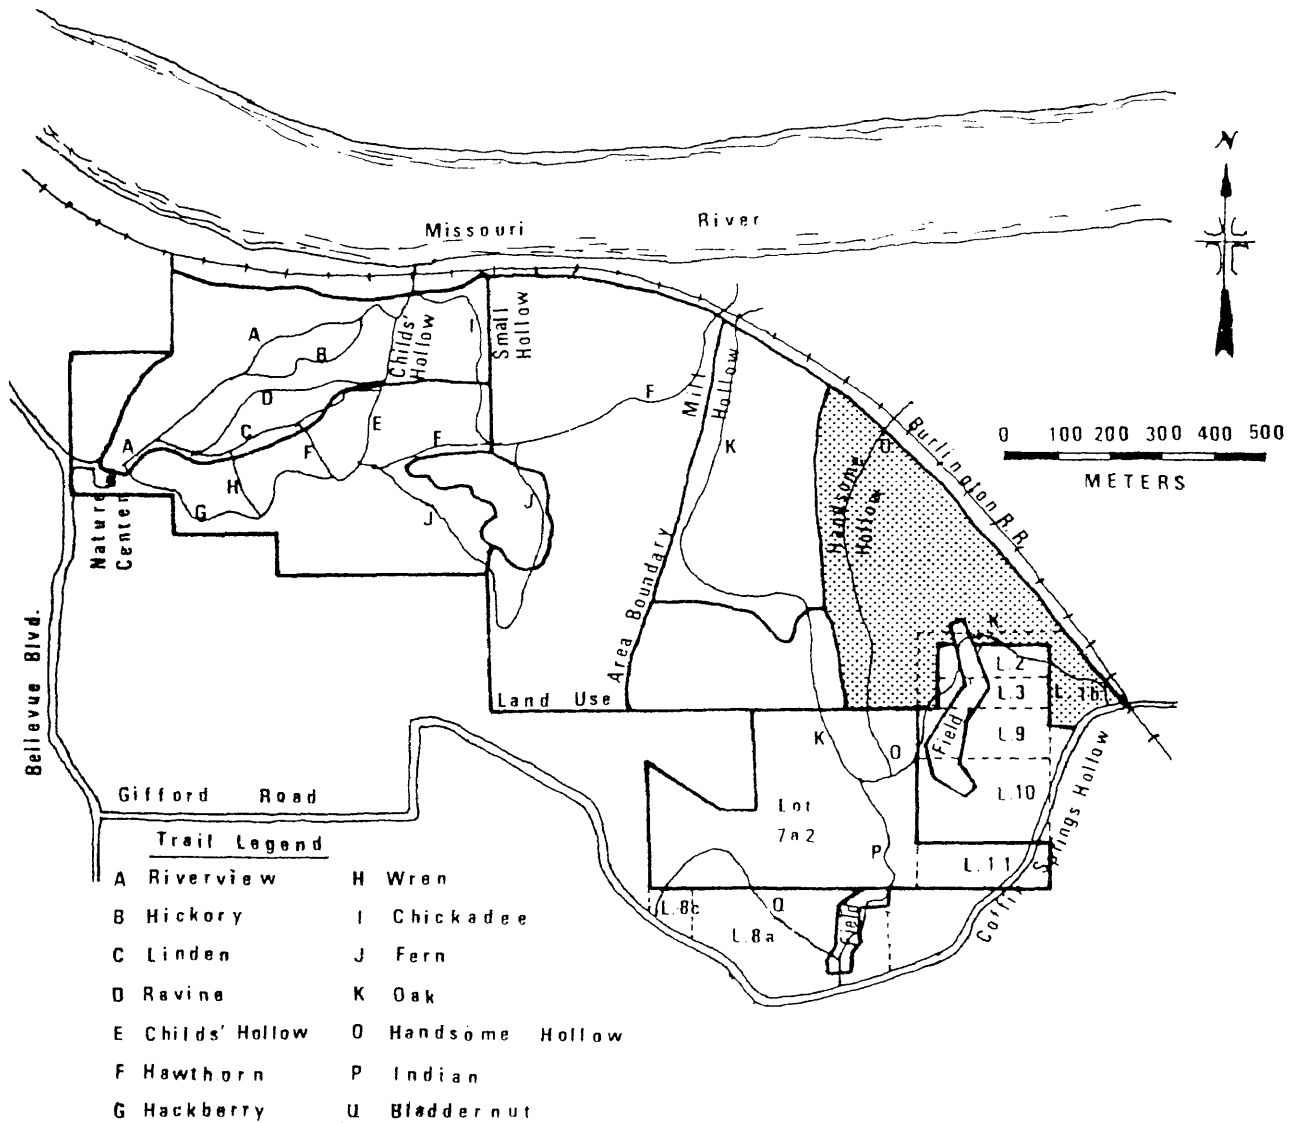 N
Missouri River
Small Hollow
Childs' Hollow
I
A
B
D
C
E
F
F
A
F
H
G
J
J
Nature Center
Mill Hollow
F
K
Handsome Hollow
U
Burlington R.R.
0 100 200 300 400 500
METERS
Area Boundary
Land Use
K
L.2
L.3
L. 1b
L.9
L.10
L.11
Field
K
O
Lot
7a2
P
Springs Hollow
Coffin
L.8c
L.8a
Q
Field
Bellevue Blvd.
Gifford Road
Trail Legend
A Riverview
B Hickory
C Linden
D Ravine
E Childs' Hollow
F Hawthorn
G Hackberry
H Wren
I Chickadee
J Fern
K Oak
O Handsome Hollow
P Indian
U Bladdernut